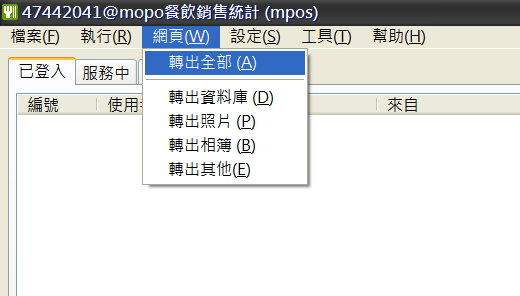 47442041@mopo餐飲銷售統計 (mpos)
檔案(F) 執行(R) 網頁(W) 設定(S) 工具(T) 幫助(H)
已登入 服務中
編號 使用 來自
轉出全部 (A)
轉出資料庫 (D)
轉出照片 (P)
轉出相簿 (B)
轉出其他(E)